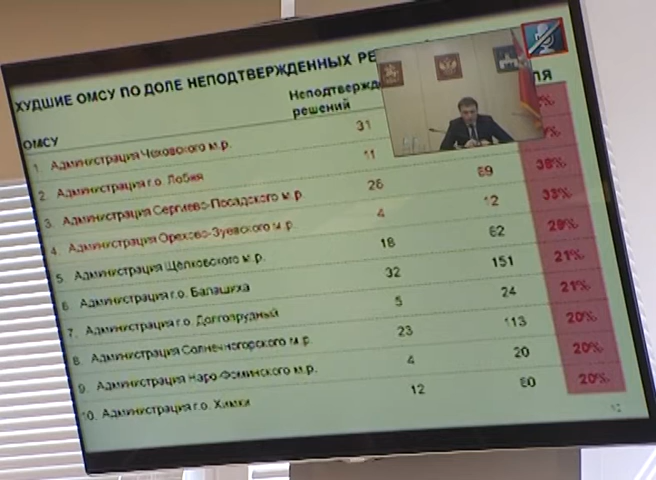 ХУДШИЕ ОМСУ ПО ДОЛЕ НЕПОДТВЕРЖДЕННЫХ РЕ
ОМСУ Неподтвержд
решений
1. Администрация Чеховского м.р. 31
2. Администрация г.о. Лобня 11
3. Администрация Сергиево-Посадского м.р. 26 69 38%
4. Администрация Орехово-Зуевского м.р. 4 12 33%
5. Администрация Щелковского м.р. 18 62 29%
6. Администрация г.о. Балашиха 32 151 21%
7. Администрация г.о. Долгопрудный 5 24 21%
8. Администрация Солнечногорского м.р. 23 113 20%
9. Администрация Наро-Фоминского м.р. 4 20 20%
10. Администрация г.о. Химки 12 60 20%